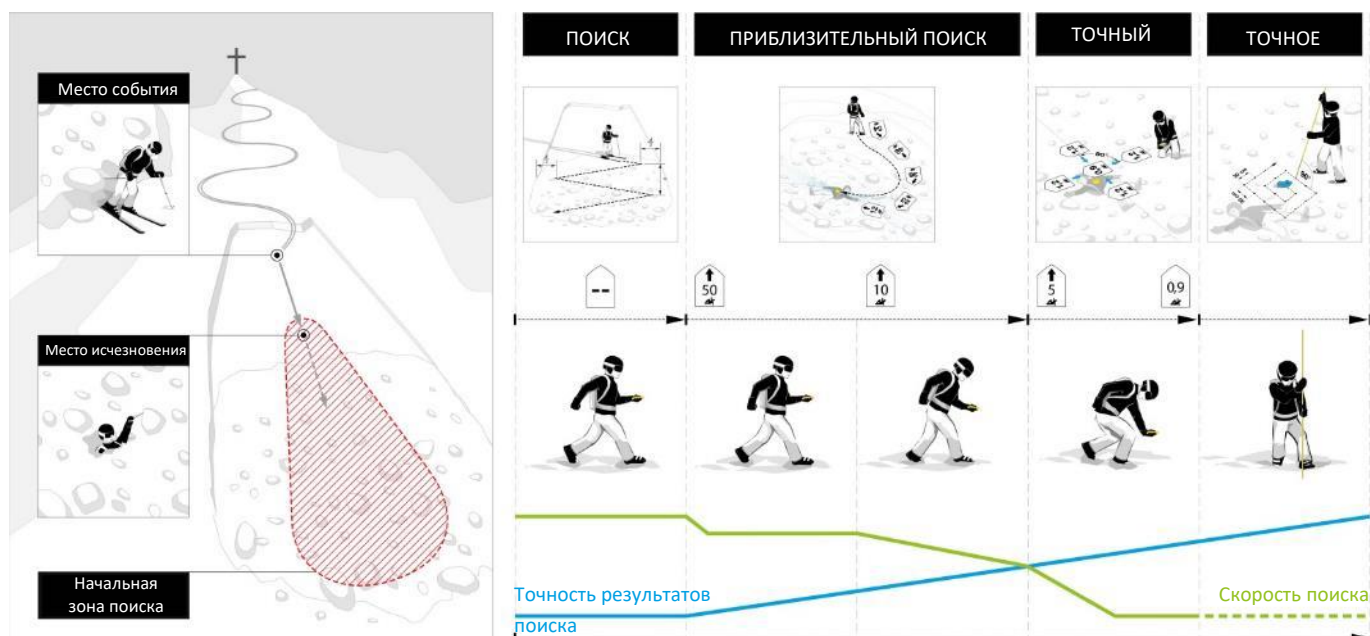 Место события
Место исчезновения
Начальная
зона поиска
ПОИСК
ПРИБЛИЗИТЕЛЬНЫЙ ПОИСК
ТОЧНЫЙ
ТОЧНОЕ
--
50
10
5
0,9
Точность результатов
поиска
Скорость поиска